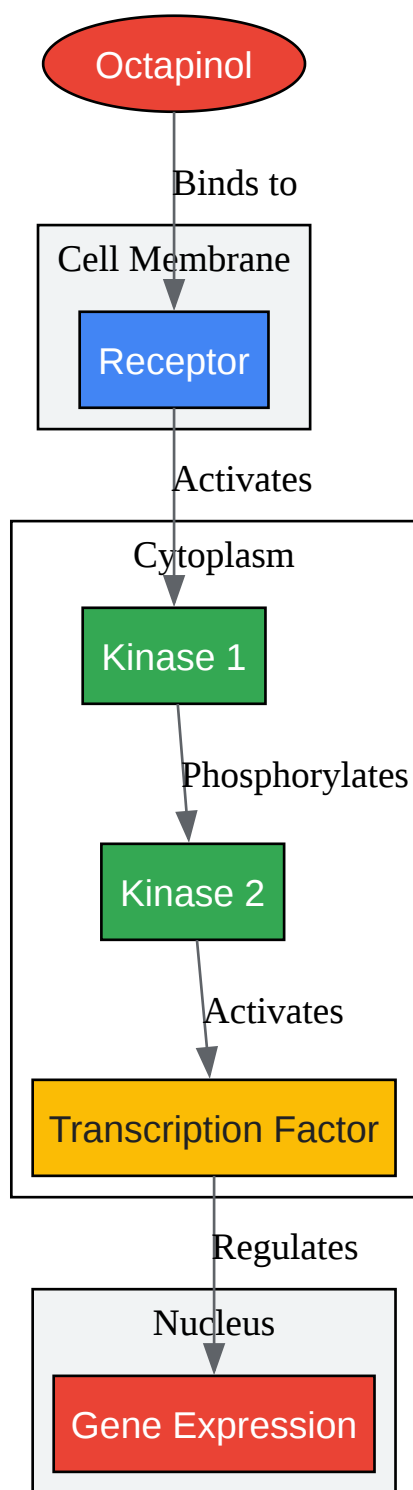 Octapinol
Binds to
Cell Membrane
Receptor
Activates
Cytoplasm
Kinase 1
Phosphorylates
Kinase 2
Activates
Transcription Factor
Regulates
Nucleus
Gene Expression